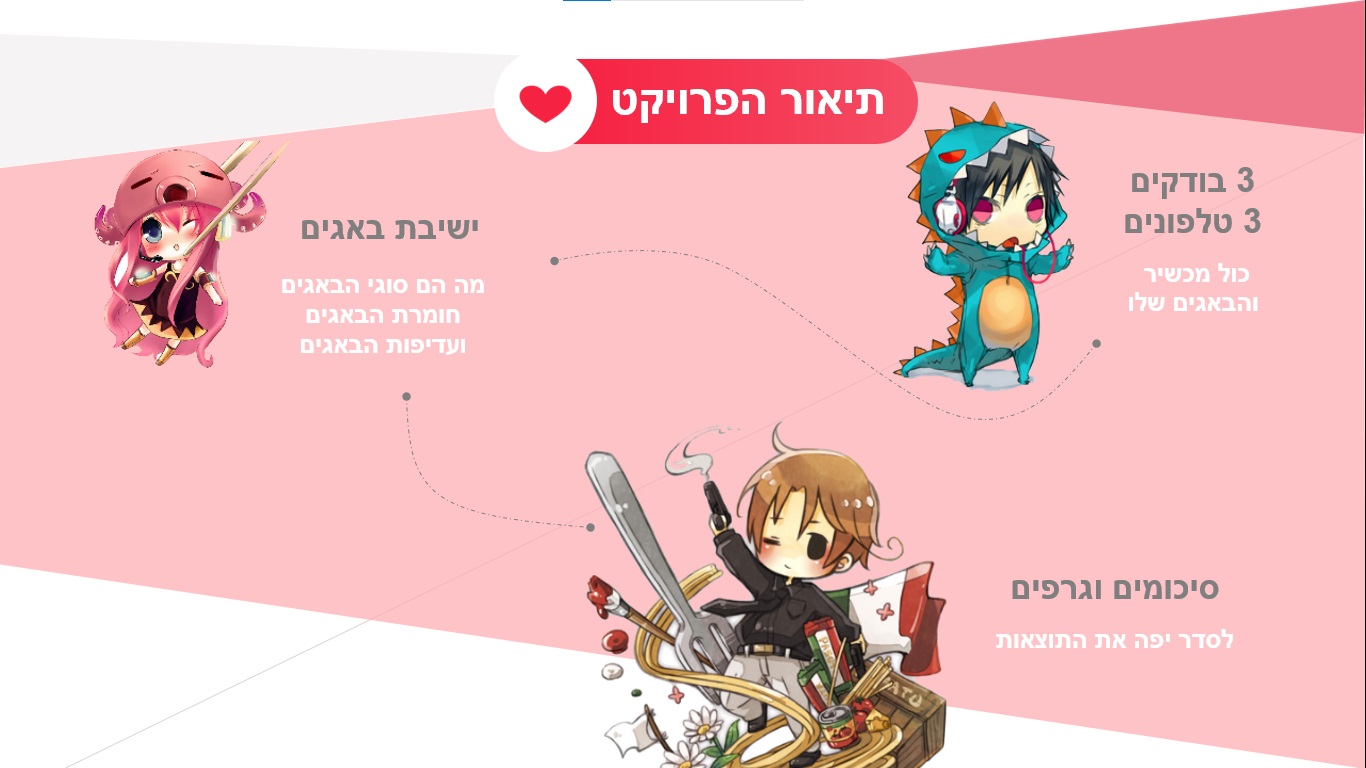 תיאור הפרויקט
3 בודקים
3 טלפונים
כול מכשיר
והבאגים שלו
ישיבת באגים
מה הם סוגי הבאגים
חומרת הבאגים
ועדיפות הבאגים
סיכומים וגרפים
לסדר יפה את התוצאות